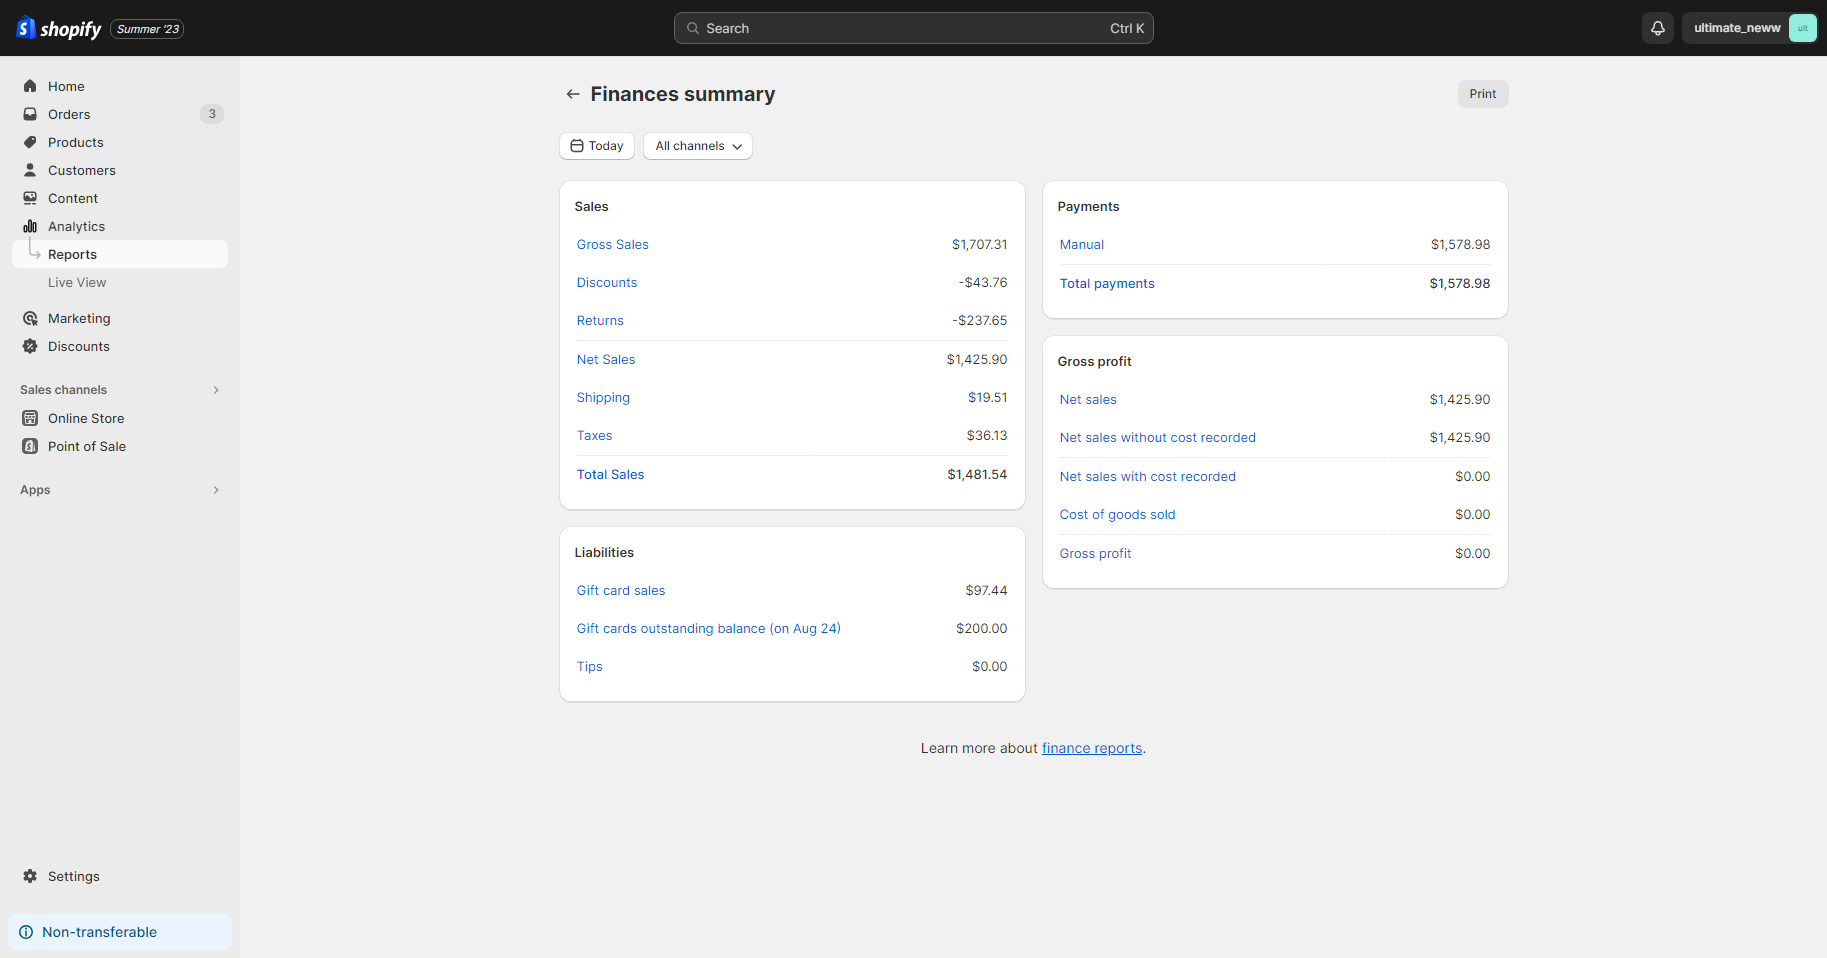 shopify Summer '23
Search Ctrl K
ultimate_neww
ult
Home
Orders 3
Products
Customers
Content
Analytics
Reports
Live View
Marketing
Discounts
Sales channels
Online Store
Point of Sale
Apps
Settings
Non-transferable
Finances summary
Print
Today All channels
Sales
Gross Sales $1,707.31
Discounts -$43.76
Returns -$237.65
Net Sales $1,425.90
Shipping $19.51
Taxes $36.13
Total Sales $1,481.54
Liabilities
Gift card sales $97.44
Gift cards outstanding balance (on Aug 24) $200.00
Tips $0.00
Payments
Manual $1,578.98
Total payments $1,578.98
Gross profit
Net sales $1,425.90
Net sales without cost recorded $1,425.90
Net sales with cost recorded $0.00
Cost of goods sold $0.00
Gross profit $0.00
Learn more about finance reports.